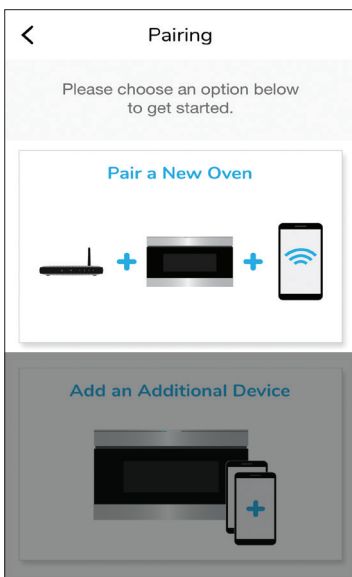 Pairing
Please choose an option below
to get started.
Pair a New Oven
Add an Additional Device